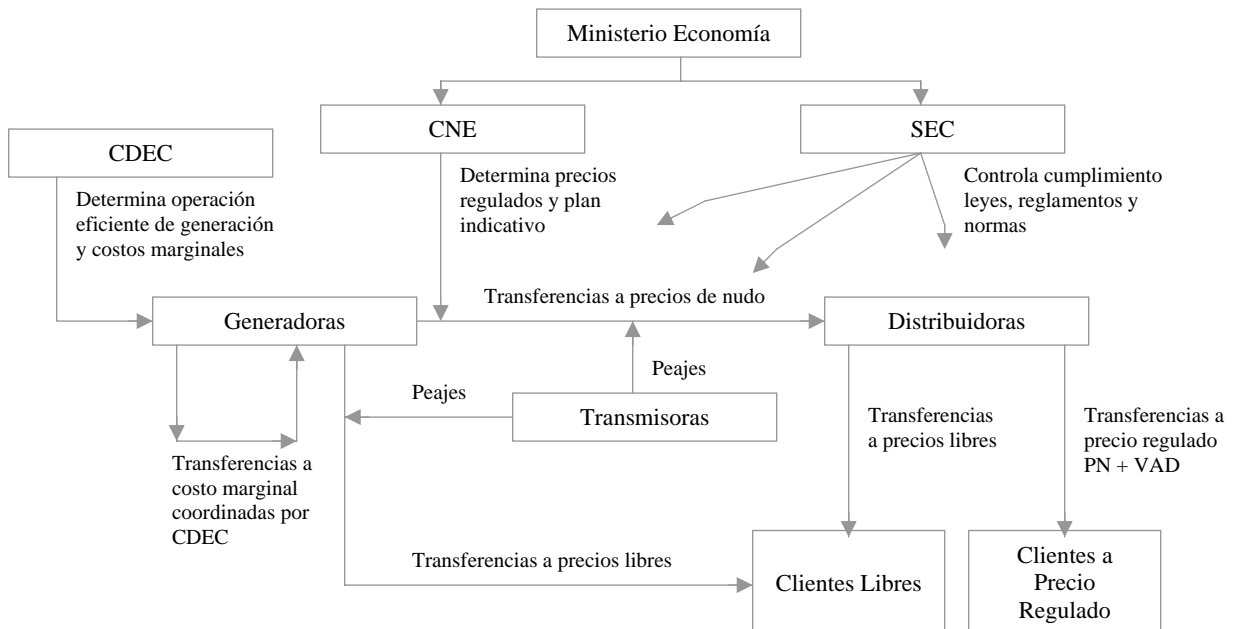 Ministerio Economía
CNE
SEC
CDEC
Determina operación
eficiente de generación
y costos marginales
Determina precios
regulados y plan
indicativo
Controla cumplimiento
leyes, reglamentos y
normas
Transferencias a precios de nudo
Generadoras
Distribuidoras
Peajes
Peajes
Transmisoras
Transferencias
a precios libres
Transferencias a
precio regulado
PN + VAD
Transferencias a
costo marginal
coordinadas por
CDEC
Transferencias a precios libres
Clientes Libres
Clientes a
Precio
Regulado